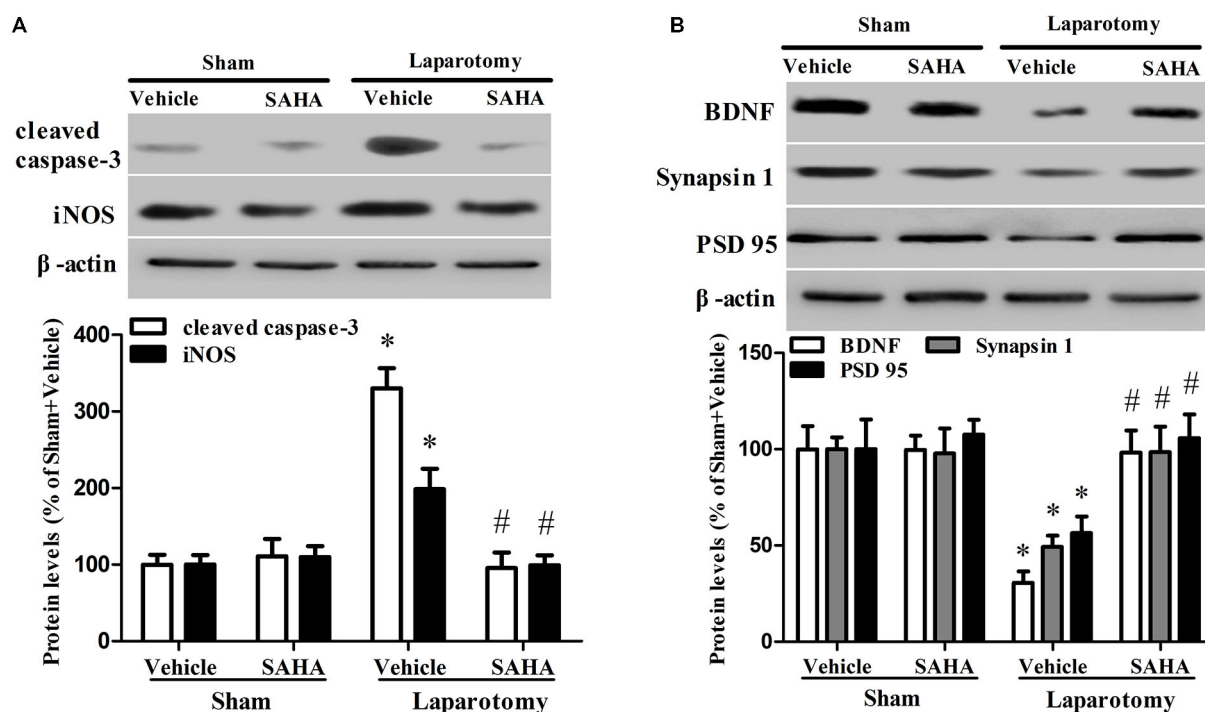 A
Sham Laparotomy
Vehicle SAHA Vehicle SAHA
cleaved
caspase-3
iNOS
β -actin
Protein levels (% of Sham+Vehicle)
400
300
200
100
0
cleaved caspase-3
iNOS
*
*
# #
Vehicle SAHA Vehicle SAHA
Sham Laparotomy
B
Sham Laparotomy
Vehicle SAHA Vehicle SAHA
BDNF
Synapsin 1
PSD 95
β -actin
Protein levels (% of Sham+Vehicle)
150
100
50
0
BDNF Synapsin 1
PSD 95
* * *
# # #
Vehicle SAHA Vehicle SAHA
Sham Laparotomy